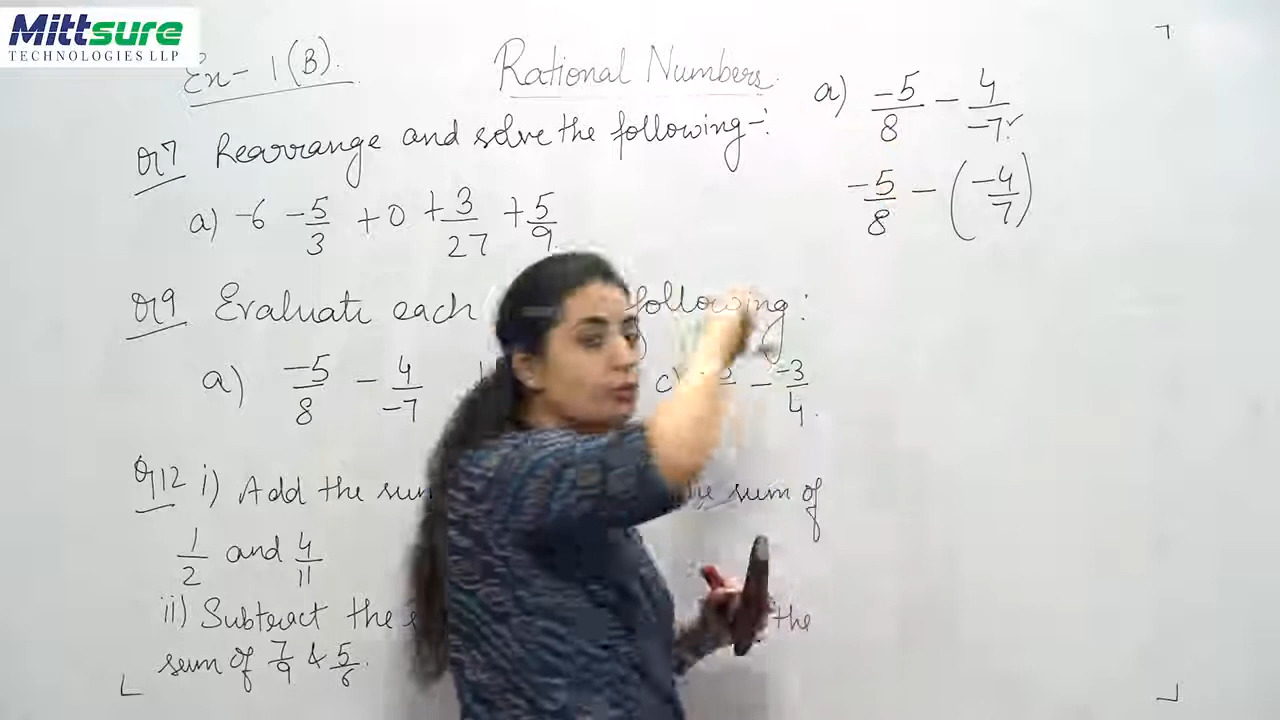 Mittsure
TECHNOLOGIES LLP
Ex-1(B).
Rational Numbers
Q7 Rearrange and solve the following:-
a) -6 -5/3 + 0 + 3/27 + 5/9
Q9 Evaluate each following:
a) -5/8 - 4/-7 c) - -3/4.
Q12 i) Add the sum of
1/2 and 4/11
ii) Subtract the the
sum of 7/9 & 5/6.
a) -5/8 - 4/-7
-5/8 - (-4/7)